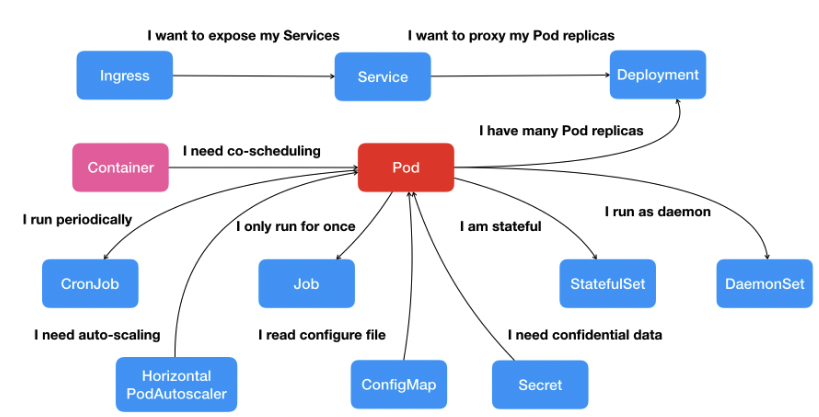 I want to expose my Services
I want to proxy my Pod replicas
Ingress
Service
Deployment
I have many Pod replicas
I need co-scheduling
Container
Pod
I run periodically
I only run for once
I am stateful
I run as daemon
CronJob
Job
StatefulSet
DaemonSet
I need auto-scaling
I read configure file
I need confidential data
Horizontal
PodAutoscaler
ConfigMap
Secret